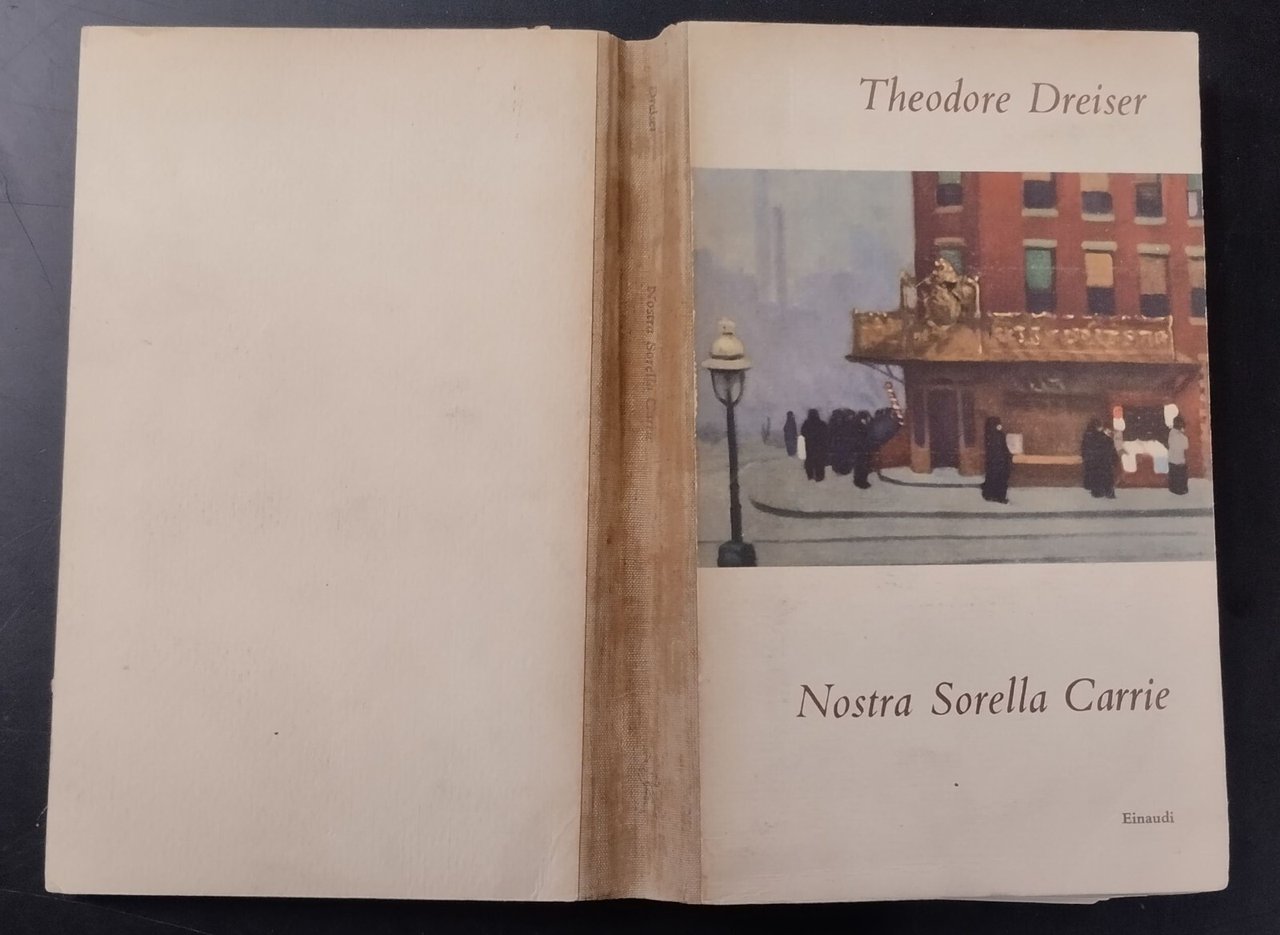 Theodore Dreiser
Nostra Sorella Carrie
Einaudi
Dreiser
Nostra Sorella Carrie